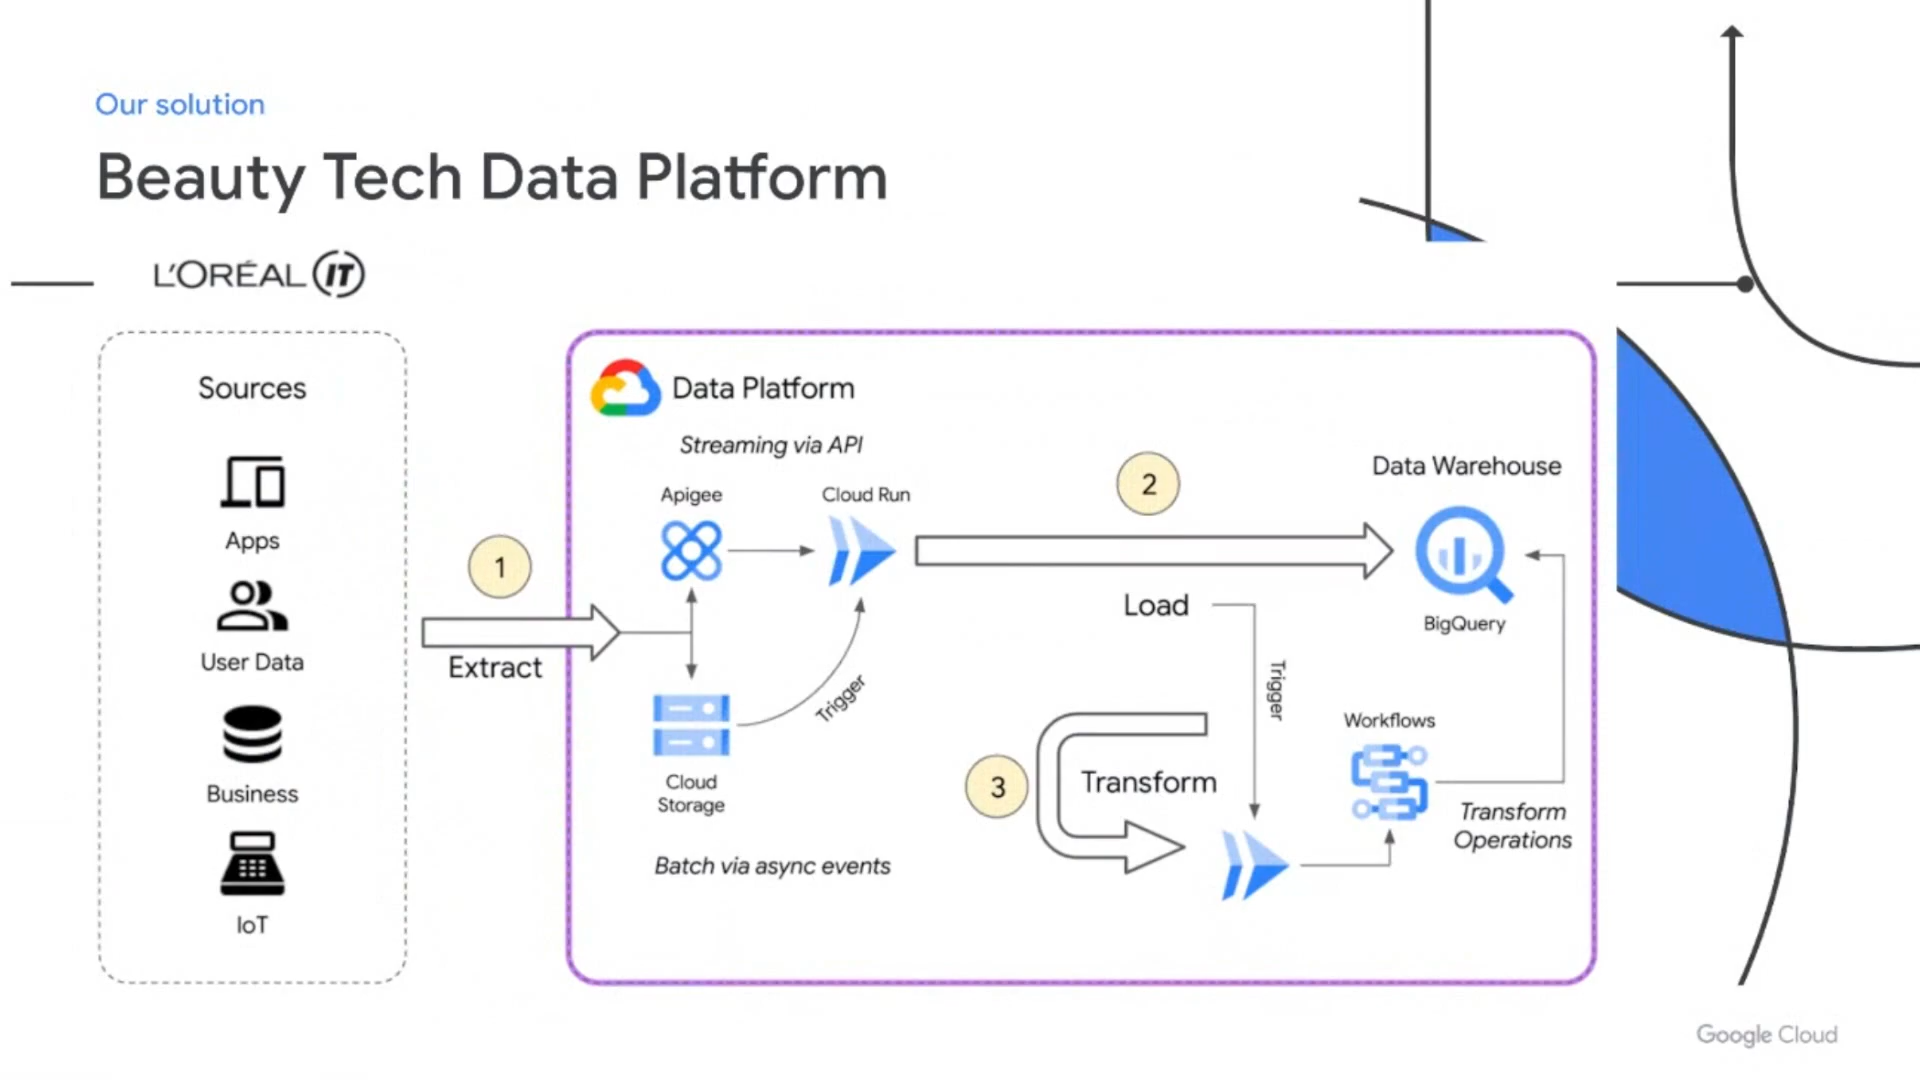 Our solution
Beauty Tech Data Platform
L'ORÉAL IT
Sources
Apps
User Data
Business
IoT
1
Extract
Data Platform
Streaming via API
Apigee
Cloud Run
Trigger
Cloud
Storage
Batch via async events
2
Load
Trigger
Data Warehouse
BigQuery
3
Transform
Workflows
Transform
Operations
Google Cloud